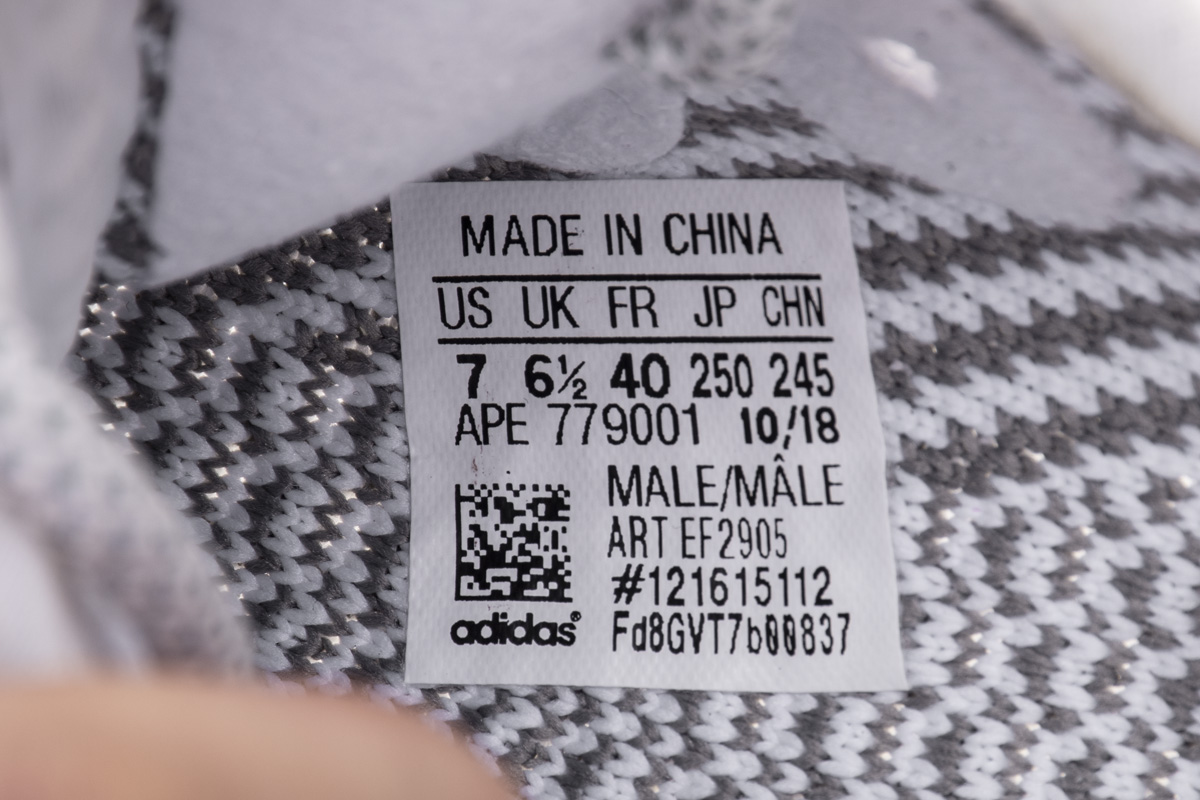 MADE IN CHINA
US UK FR JP CHN
7 6½ 40 250 245
APE 779001 10/18
MALE/MÂLE
ART EF2905
#121615112
Fd8GVT7b00837
adidas®